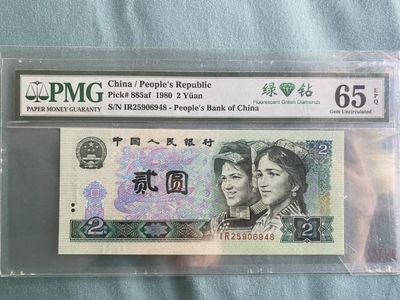 PMG
PAPER MONEY GUARANTY
China / People's Republic
Pick# 885af 1980 2 Yüan
S/N IR25906948 - People's Bank of China
绿 钻
Fluorescent Green Diamonds
65 EPQ
Gem Uncirculated
中国人民银行
2
贰圆
2
2
IR25906948